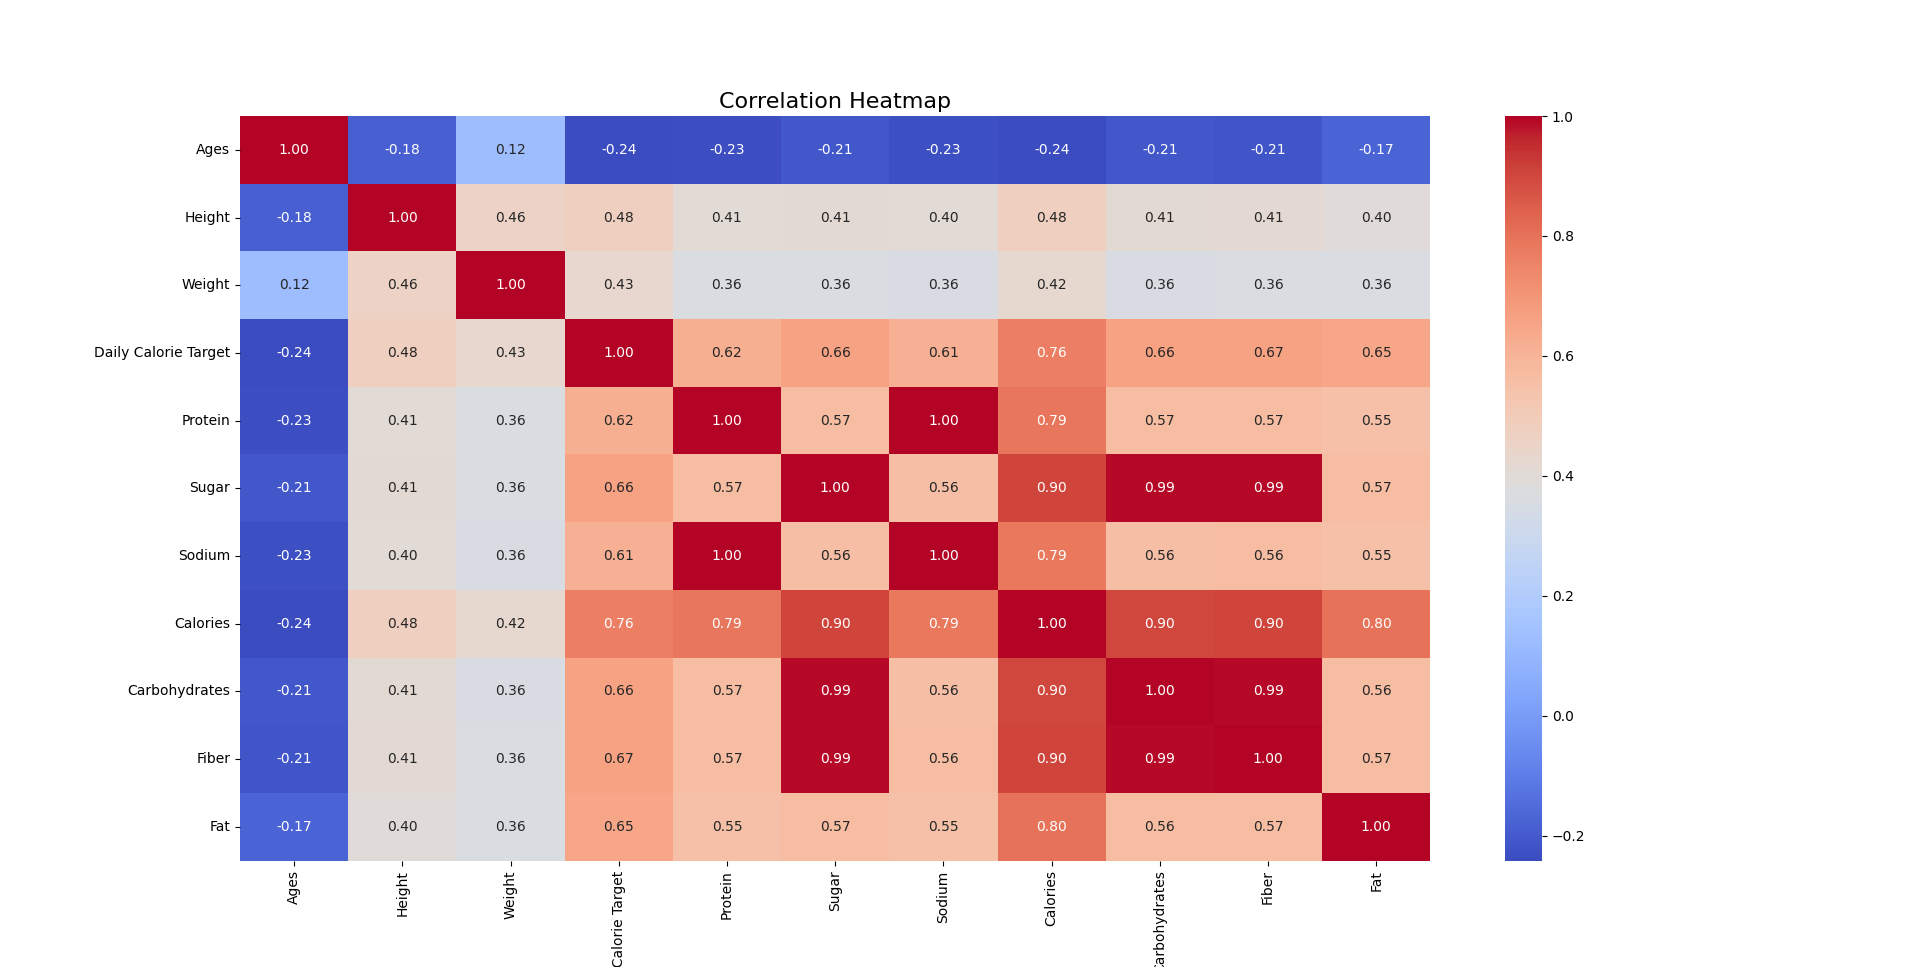 Correlation Heatmap
Ages 1.00 -0.18 0.12 -0.24 -0.23 -0.21 -0.23 -0.24 -0.21 -0.21 -0.17
Height -0.18 1.00 0.46 0.48 0.41 0.41 0.40 0.48 0.41 0.41 0.40
Weight 0.12 0.46 1.00 0.43 0.36 0.36 0.36 0.42 0.36 0.36 0.36
Daily Calorie Target -0.24 0.48 0.43 1.00 0.62 0.66 0.61 0.76 0.66 0.67 0.65
Protein -0.23 0.41 0.36 0.62 1.00 0.57 1.00 0.79 0.57 0.57 0.55
Sugar -0.21 0.41 0.36 0.66 0.57 1.00 0.56 0.90 0.99 0.99 0.57
Sodium -0.23 0.40 0.36 0.61 1.00 0.56 1.00 0.79 0.56 0.56 0.55
Calories -0.24 0.48 0.42 0.76 0.79 0.90 0.79 1.00 0.90 0.90 0.80
Carbohydrates -0.21 0.41 0.36 0.66 0.57 0.99 0.56 0.90 1.00 0.99 0.56
Fiber -0.21 0.41 0.36 0.67 0.57 0.99 0.56 0.90 0.99 1.00 0.57
Fat -0.17 0.40 0.36 0.65 0.55 0.57 0.55 0.80 0.56 0.57 1.00
Ages
Height
Weight
Calorie Target
Protein
Sugar
Sodium
Calories
arbohydrates
Fiber
Fat
1.0
0.8
0.6
0.4
0.2
0.0
−0.2